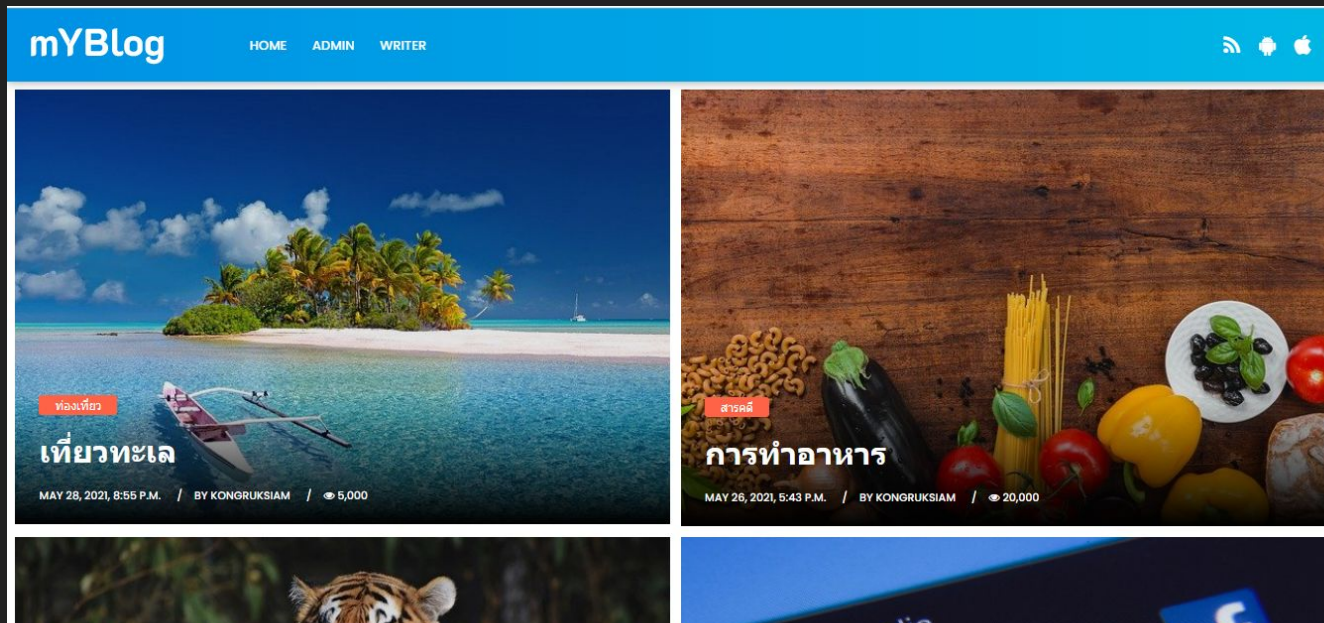 mYBlog
HOME ADMIN WRITER
ท่องเที่ยว
เที่ยวทะเล
MAY 28, 2021, 8:55 P.M. / BY KONGRUKSIAM / 5,000
สารคดี
การทำอาหาร
MAY 26, 2021, 5:43 P.M. / BY KONGRUKSIAM / 20,000